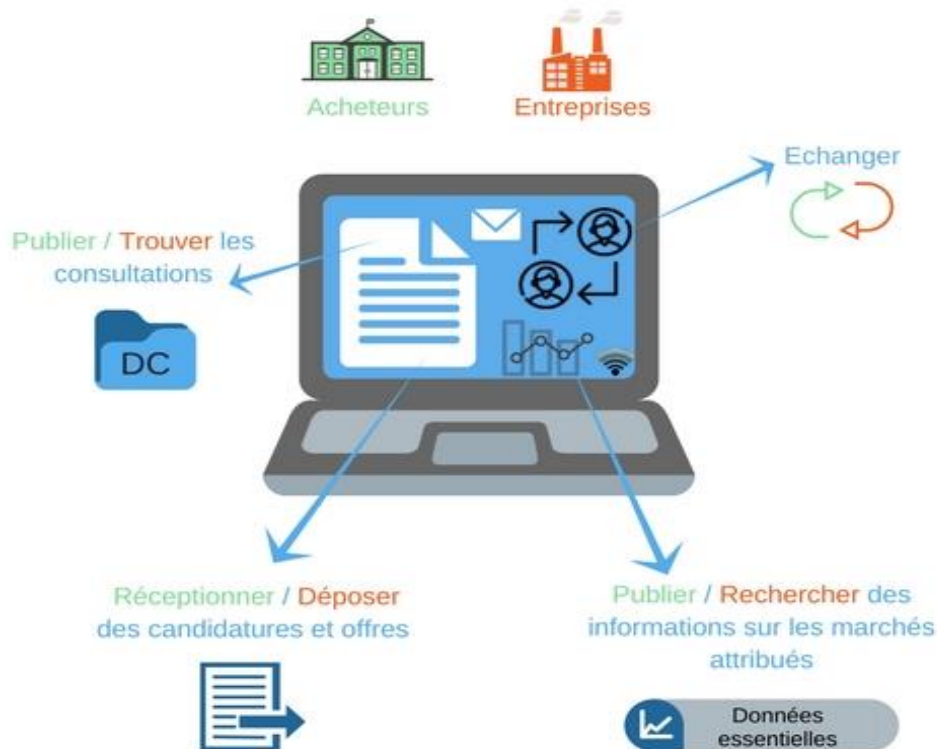 Acheteurs
Entreprises
Echanger
Publier / Trouver les
consultations
DC
Réceptionner / Déposer
des candidatures et offres
Publier / Rechercher des
informations sur les marchés
attribués
Données
essentielles